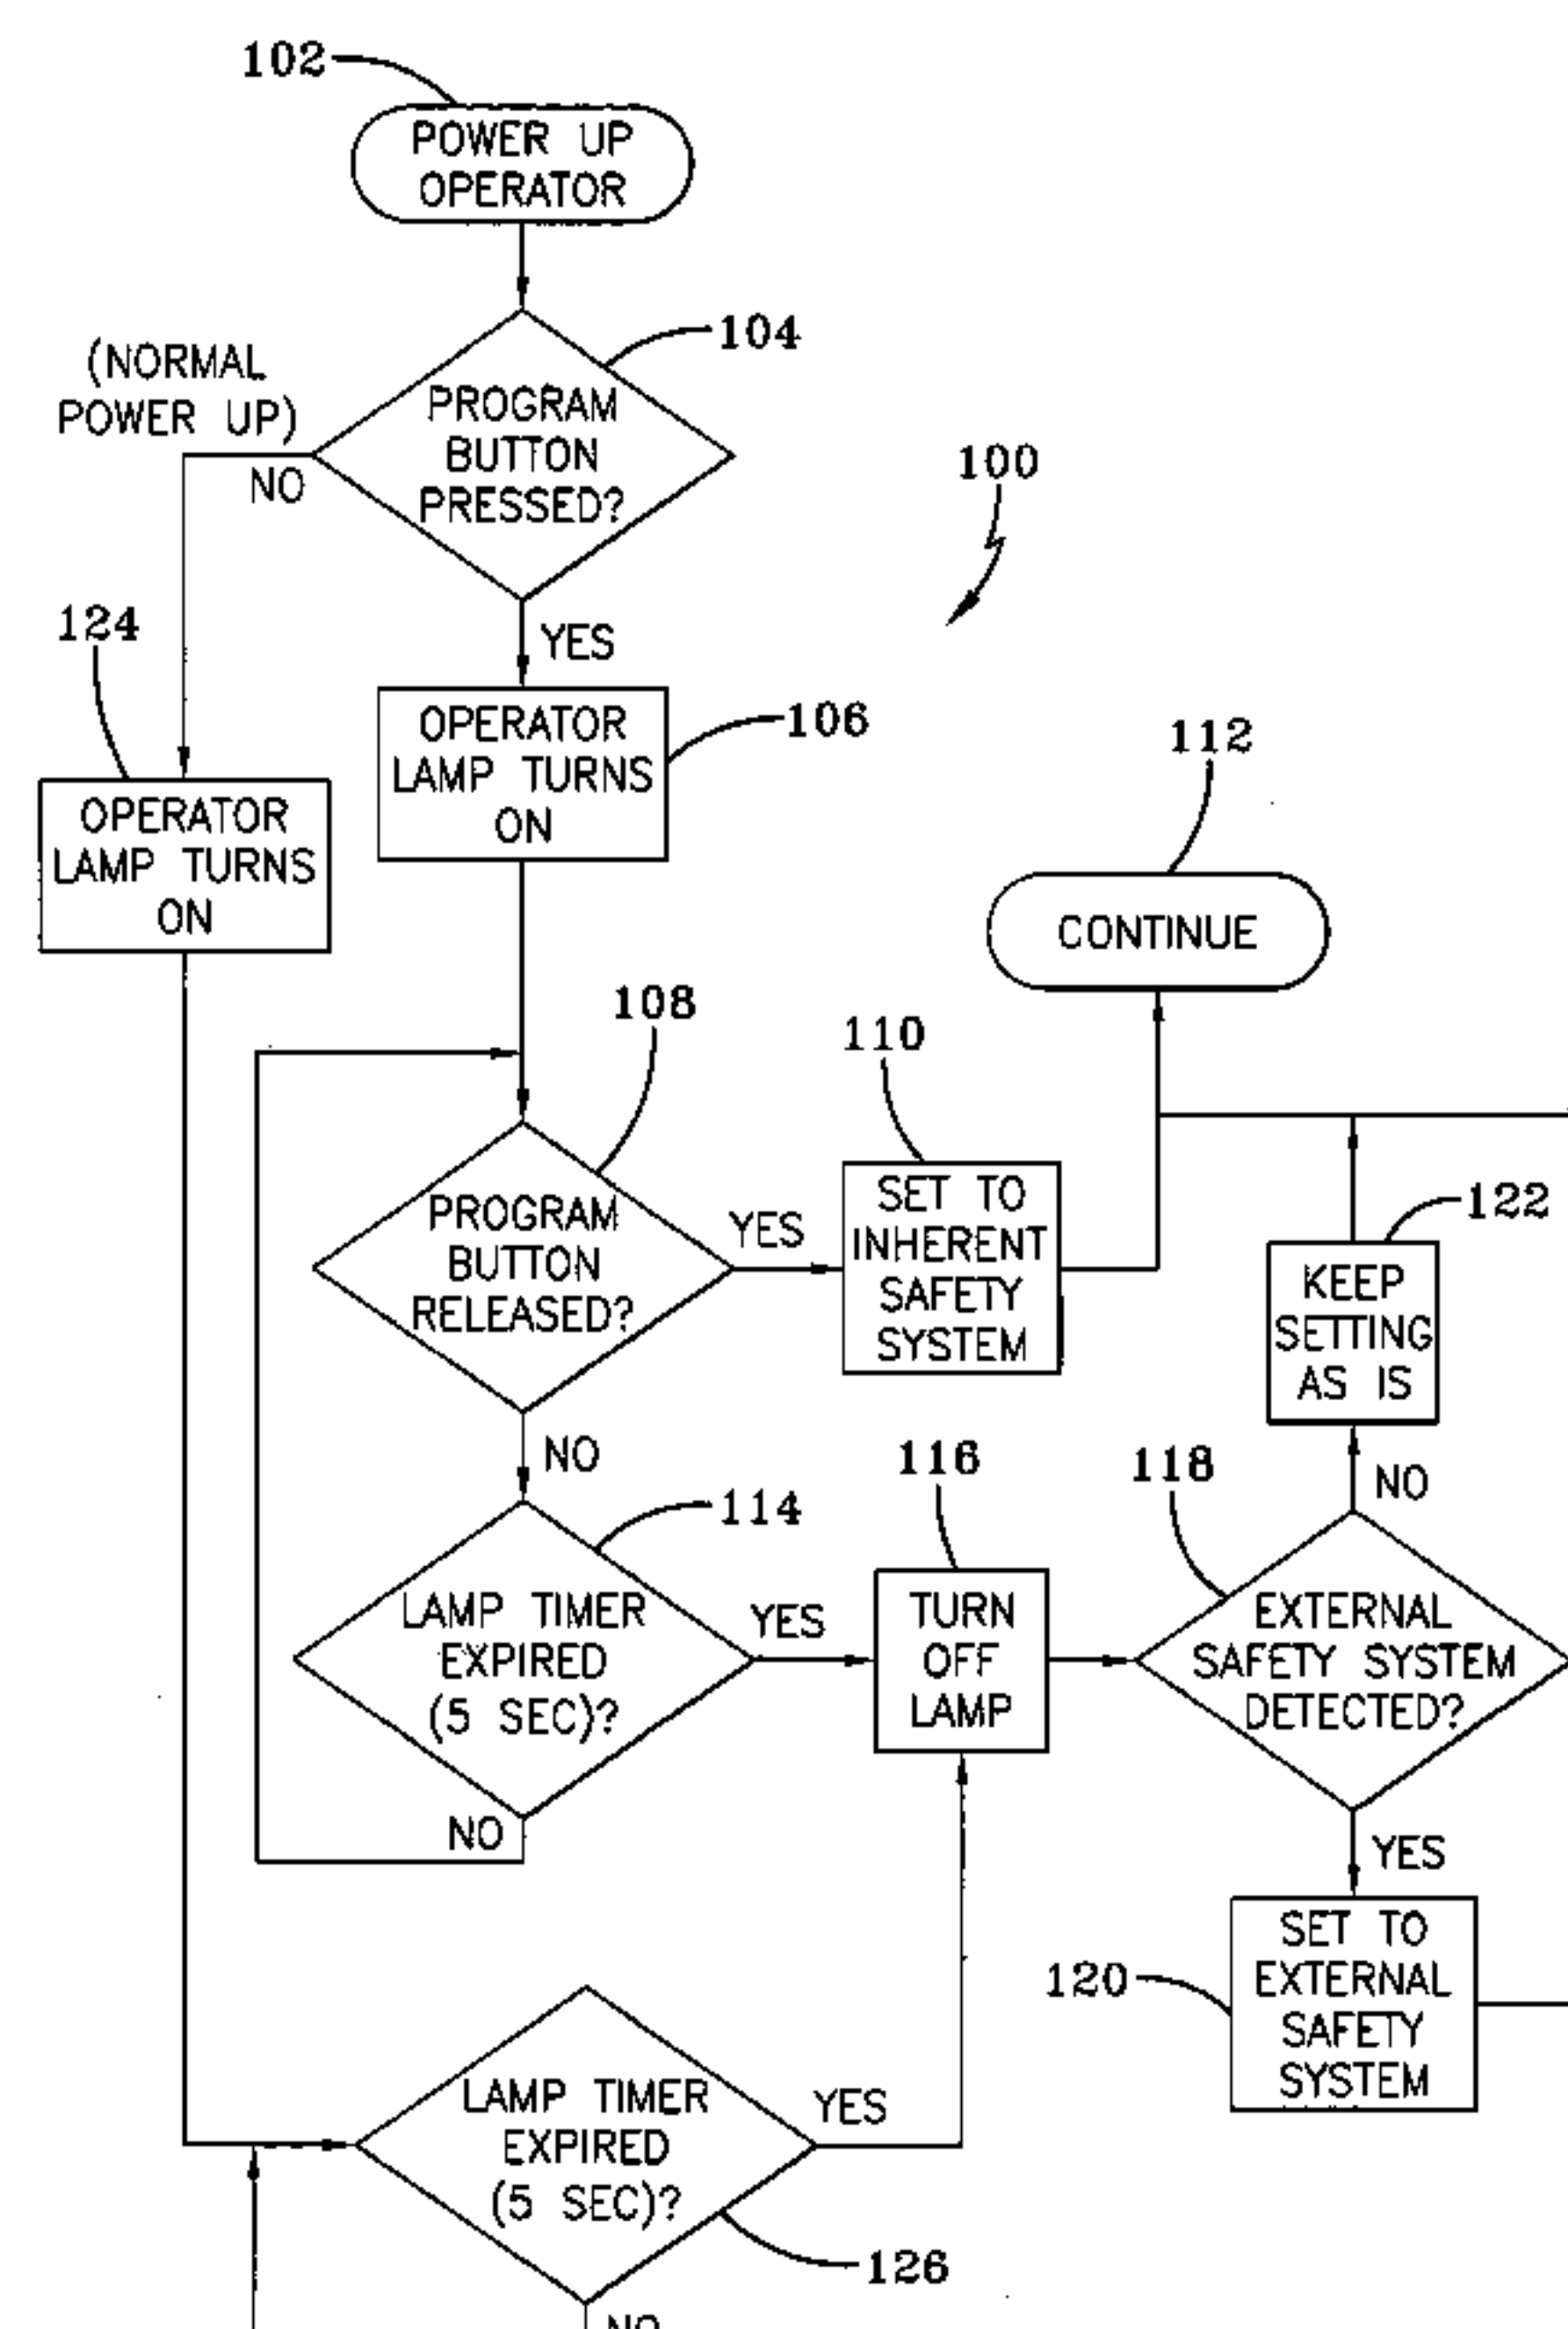 102
POWER UP
OPERATOR
104
(NORMAL
POWER UP)
NO
PROGRAM
BUTTON
PRESSED?
100
YES
124
OPERATOR
LAMP TURNS
ON
106
OPERATOR
LAMP TURNS
ON
112
CONTINUE
108
PROGRAM
BUTTON
RELEASED?
YES
110
SET TO
INHERENT
SAFETY
SYSTEM
122
KEEP
SETTING
AS IS
NO
114
LAMP TIMER
EXPIRED
(5 SEC)?
YES
NO
116
TURN
OFF
LAMP
118
NO
EXTERNAL
SAFETY SYSTEM
DETECTED?
YES
120
SET TO
EXTERNAL
SAFETY
SYSTEM
LAMP TIMER
EXPIRED
(5 SEC)?
YES
126
NO